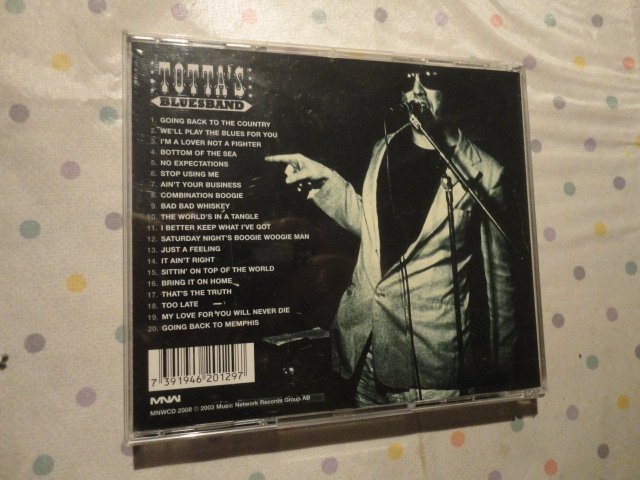 TOTTA'S
BLUESBAND
1. GOING BACK TO THE COUNTRY
2. WE'LL PLAY THE BLUES FOR YOU
3. I'M A LOVER NOT A FIGHTER
4. BOTTOM OF THE SEA
5. NO EXPECTATIONS
6. STOP USING ME
7. AIN'T YOUR BUSINESS
8. COMBINATION BOOGIE
9. BAD BAD WHISKEY
10. THE WORLD'S IN A TANGLE
11. I BETTER KEEP WHAT I'VE GOT
12. SATURDAY NIGHT'S BOOGIE WOOGIE MAN
13. JUST A FEELING
14. IT AIN'T RIGHT
15. SITTIN' ON TOP OF THE WORLD
16. BRING IT ON HOME
17. THAT'S THE TRUTH
18. TOO LATE
19. MY LOVE FOR YOU WILL NEVER DIE
20. GOING BACK TO MEMPHIS
7 391946 201297
MNW
MNWCD 2008 © 2003 Music Network Records Group AB